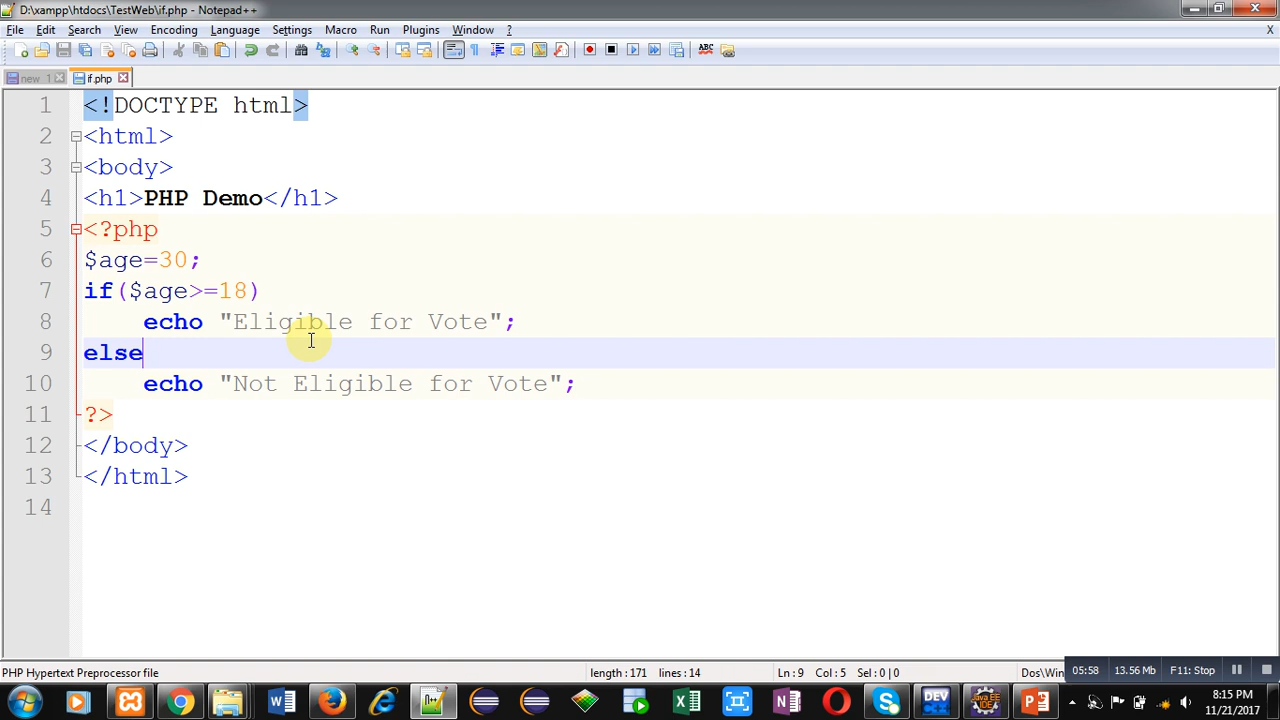 D:\xampp\htdocs\TestWeb\if.php - Notepad++
File Edit Search View Encoding Language Settings Macro Run Plugins Window ? X
new 1 if.php
1 <!DOCTYPE html>
2 <html>
3 <body>
4 <h1>PHP Demo</h1>
5 <?php
6 $age=30;
7 if($age>=18)
8 echo "Eligible for Vote";
9 else
10 echo "Not Eligible for Vote";
11 ?>
12 </body>
13 </html>
14
PHP Hypertext Preprocessor file length : 171 lines : 14 Ln : 9 Col : 5 Sel : 0 | 0 Dos\Win
05:58 13.56 Mb F11: Stop
8:15 PM
11/21/2017